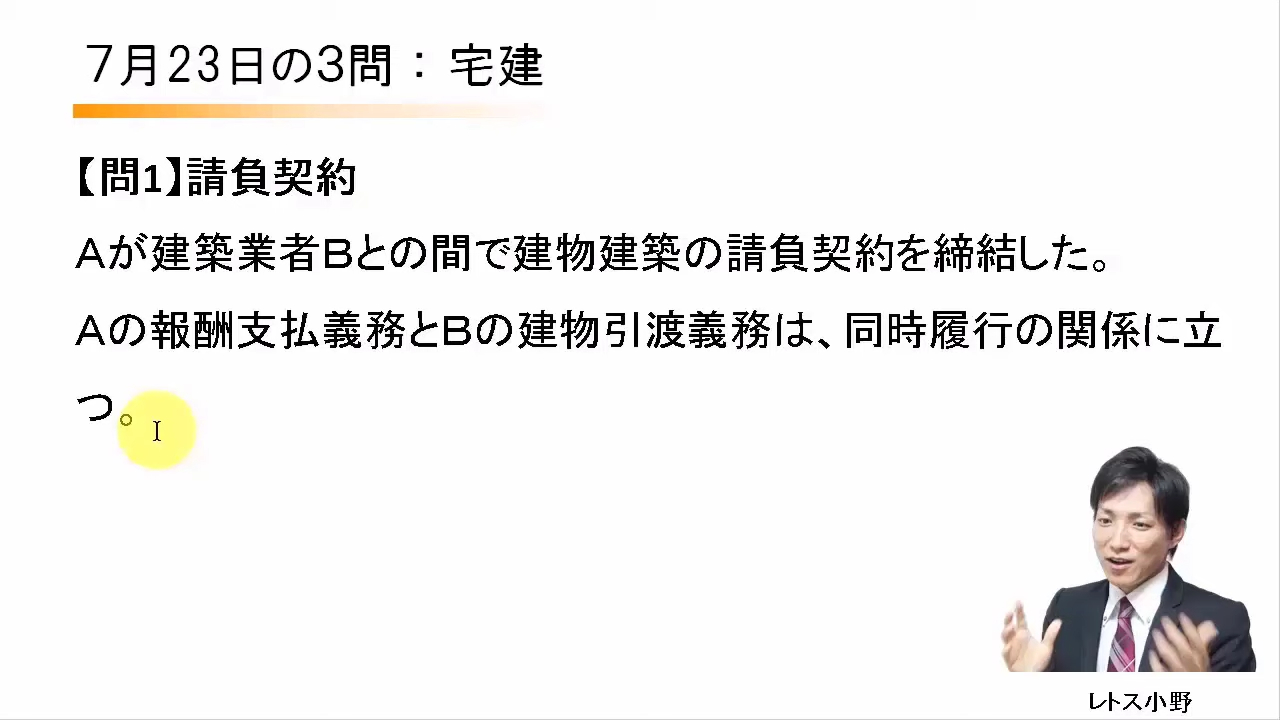 7月23日の3問：宅建
【問1】請負契約
Aが建築業者Bとの間で建物建築の請負契約を締結した。
Aの報酬支払義務とBの建物引渡義務は、同時履行の関係に立
つ。
レトス小野